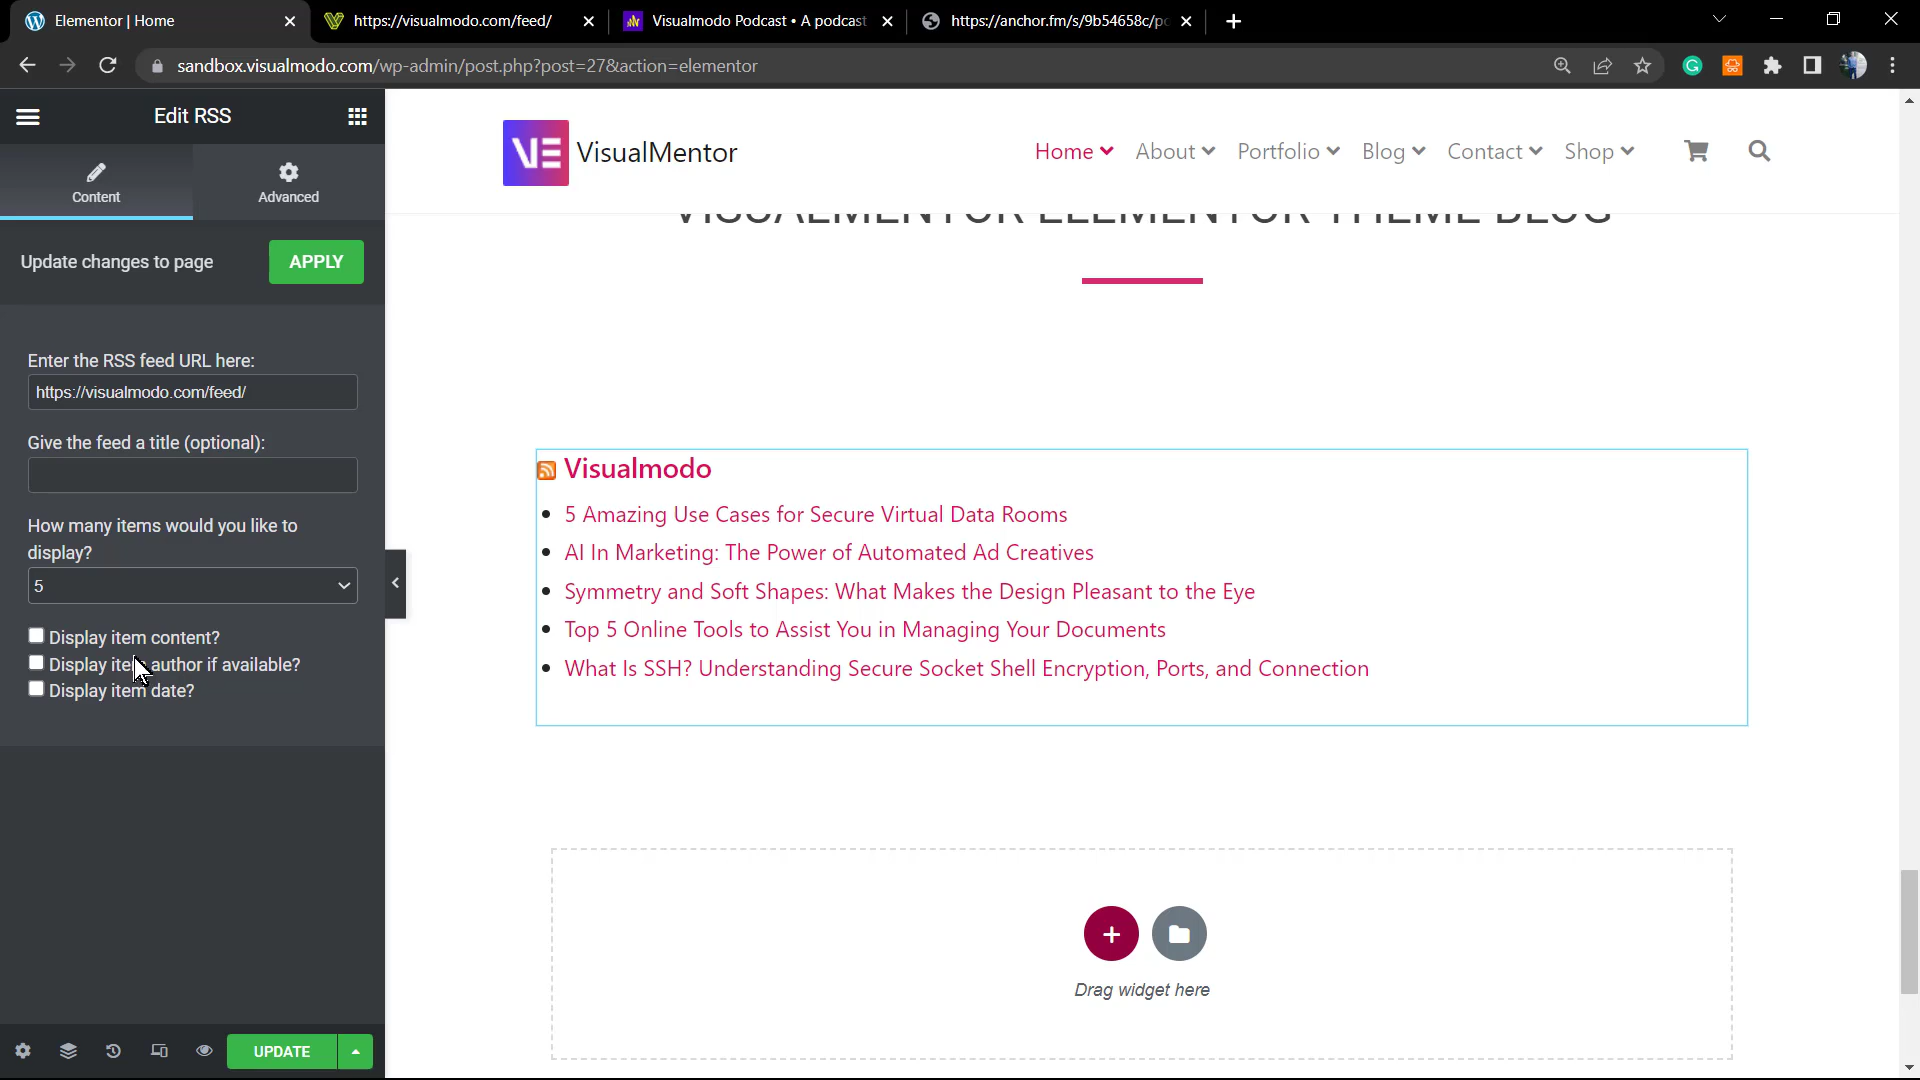 Elementor | Home
https://visualmodo.com/feed/
Visualmodo Podcast • A podcast
https://anchor.fm/s/9b54658c/po
sandbox.visualmodo.com/wp-admin/post.php?post=27&action=elementor
Edit RSS
Content
Advanced
Update changes to page
APPLY
Enter the RSS feed URL here:
https://visualmodo.com/feed/
Give the feed a title (optional):
How many items would you like to
display?
5
Display item content?
Display item author if available?
Display item date?
UPDATE
VE VisualMentor
Home About Portfolio Blog Contact Shop
VISUALMENTOR ELEMENTOR THEME BLOG
Visualmodo
• 5 Amazing Use Cases for Secure Virtual Data Rooms
• AI In Marketing: The Power of Automated Ad Creatives
• Symmetry and Soft Shapes: What Makes the Design Pleasant to the Eye
• Top 5 Online Tools to Assist You in Managing Your Documents
• What Is SSH? Understanding Secure Socket Shell Encryption, Ports, and Connection
Drag widget here